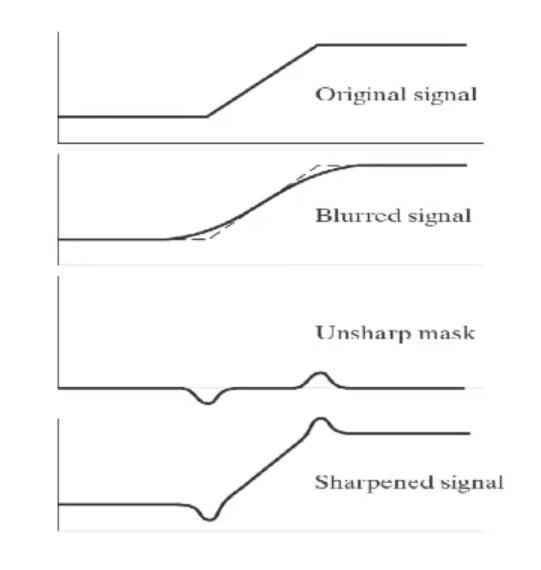 Original signal
Blurred signal
Unsharp mask
Sharpened signal